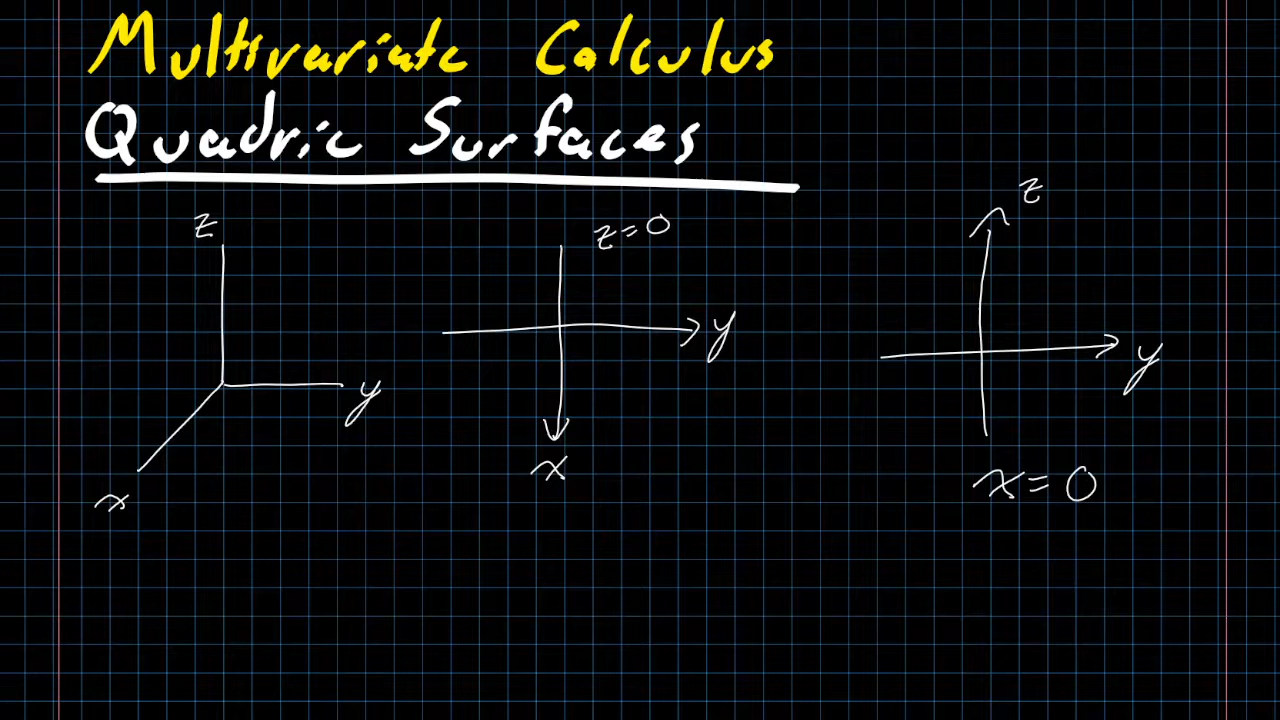 Multivariate Calculus
Quadric Surfaces
z
y
x
z=0
y
x
z
y
x=0